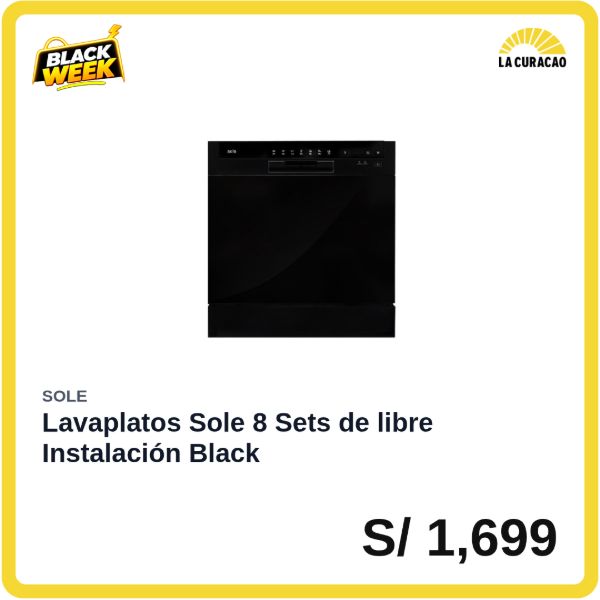 BLACK
WEEK
LA CURACAO
SOLE
Lavaplatos Sole 8 Sets de libre
Instalación Black
S/ 1,699